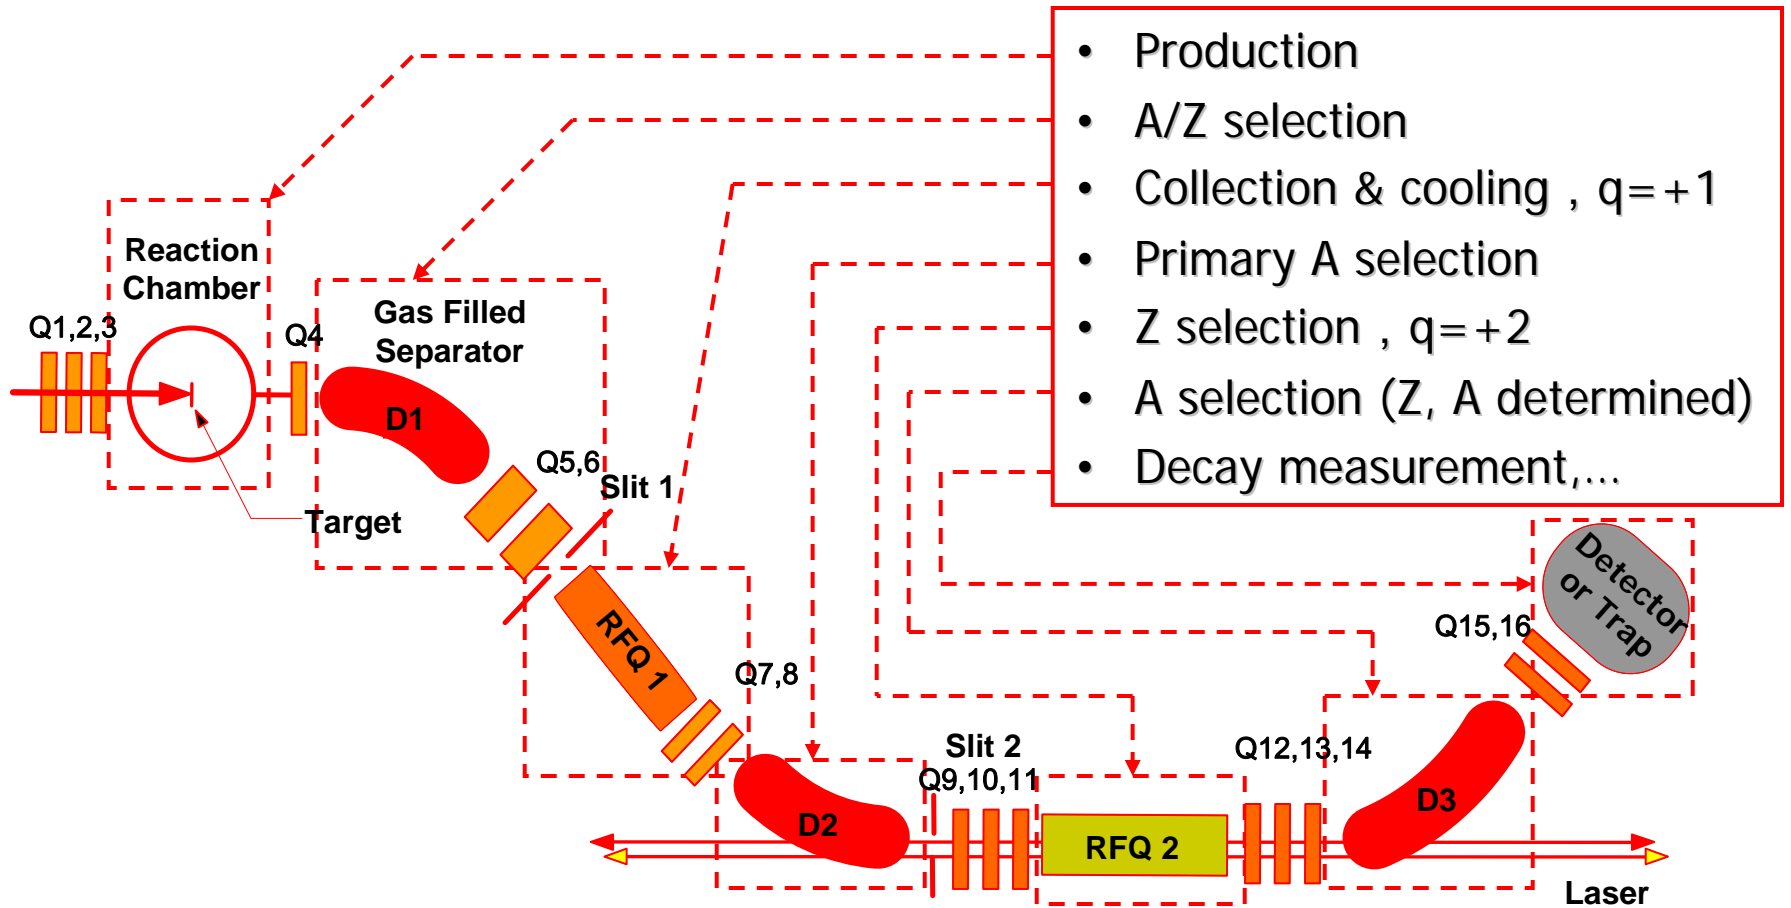 • Production
• A/Z selection
• Collection & cooling , q=+1
• Primary A selection
• Z selection , q=+2
• A selection (Z, A determined)
• Decay measurement,...
Reaction
Chamber
Q1,2,3
Q4
Gas Filled
Separator
D1
Target
Q5,6
Slit 1
RFQ 1
Q7,8
D2
Slit 2
Q9,10,11
RFQ 2
Q12,13,14
D3
Q15,16
Detector
or Trap
Laser